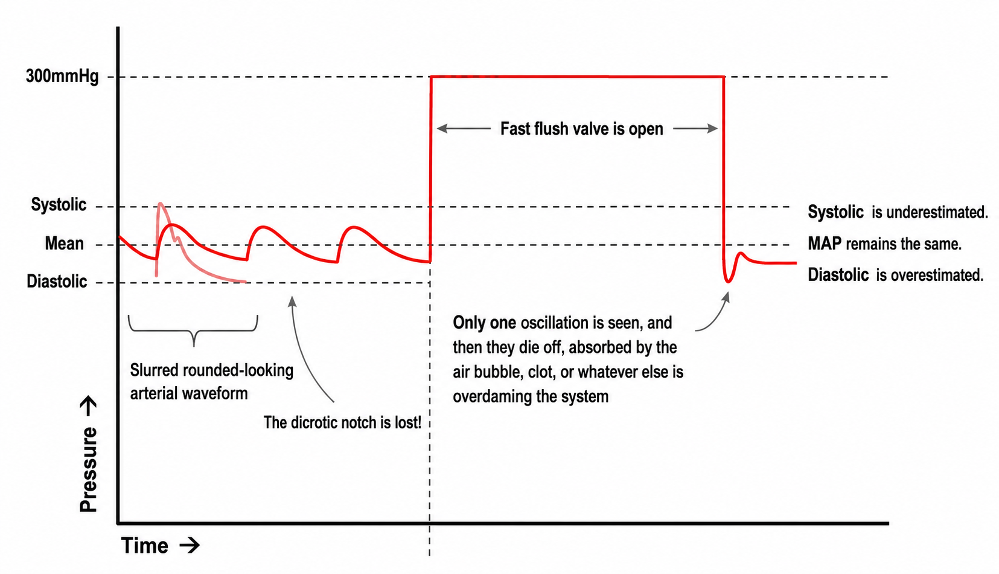 300mmHg
Fast flush valve is open
Systolic
Mean
Diastolic
Systolic is underestimated.
MAP remains the same.
Diastolic is overestimated.
Slurred rounded-looking
arterial waveform
The dicrotic notch is lost!
Only one oscillation is seen, and
then they die off, absorbed by the
air bubble, clot, or whatever else is
overdaming the system
Pressure →
Time →